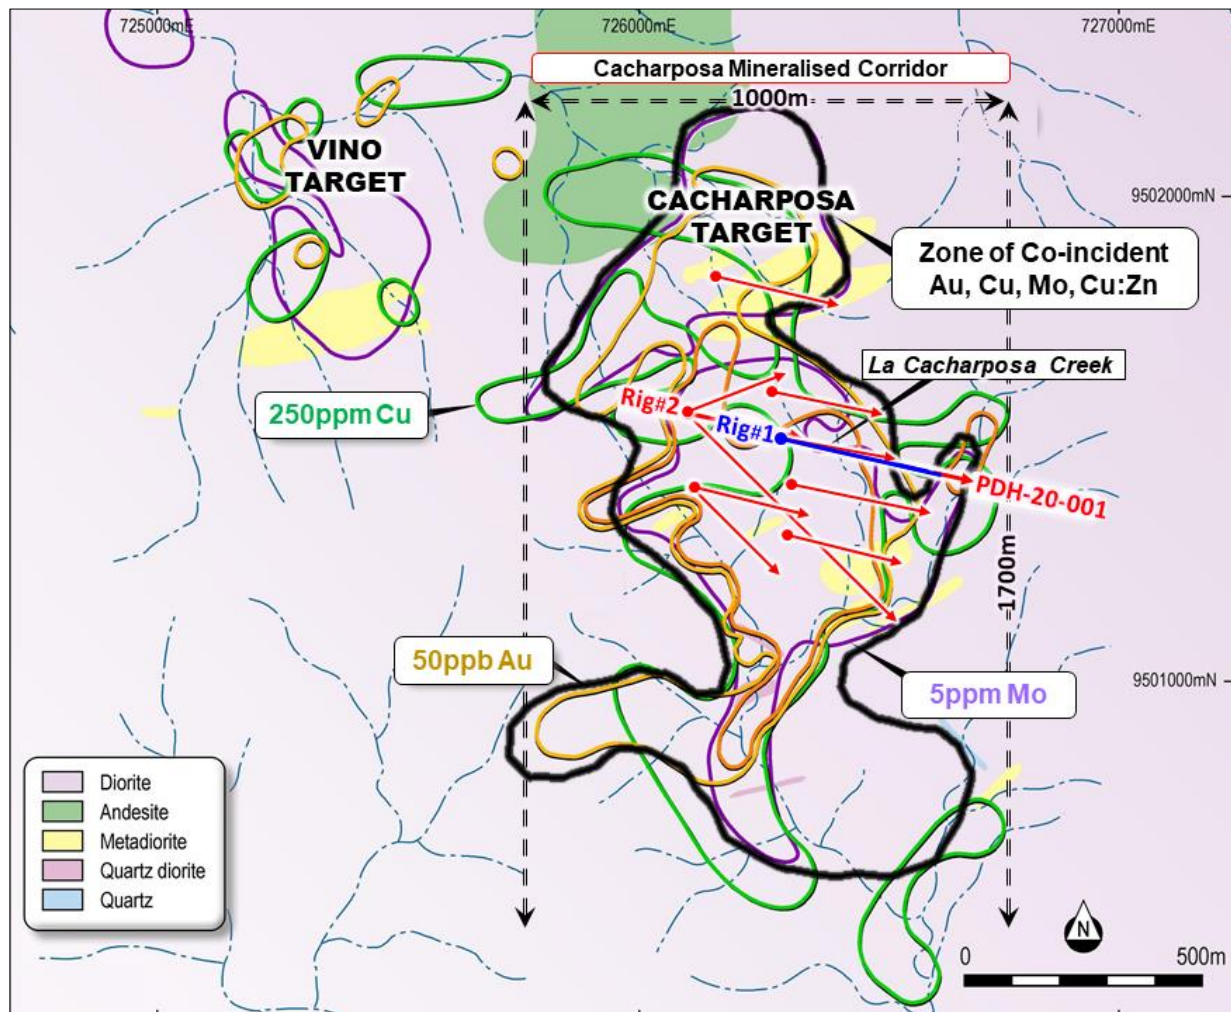 725000mE
726000mE
727000mE
Cacharposa Mineralised Corridor
1000m
VINO
TARGET
CACHARPOSA
TARGET
9502000mN
Zone of Co-incident
Au, Cu, Mo, Cu:Zn
La Cacharposa Creek
250ppm Cu
Rig#2
Rig#1
PDH-20-001
1700m
50ppb Au
5ppm Mo
9501000mN
Diorite
Andesite
Metadiorite
Quartz diorite
Quartz
N
0
500m